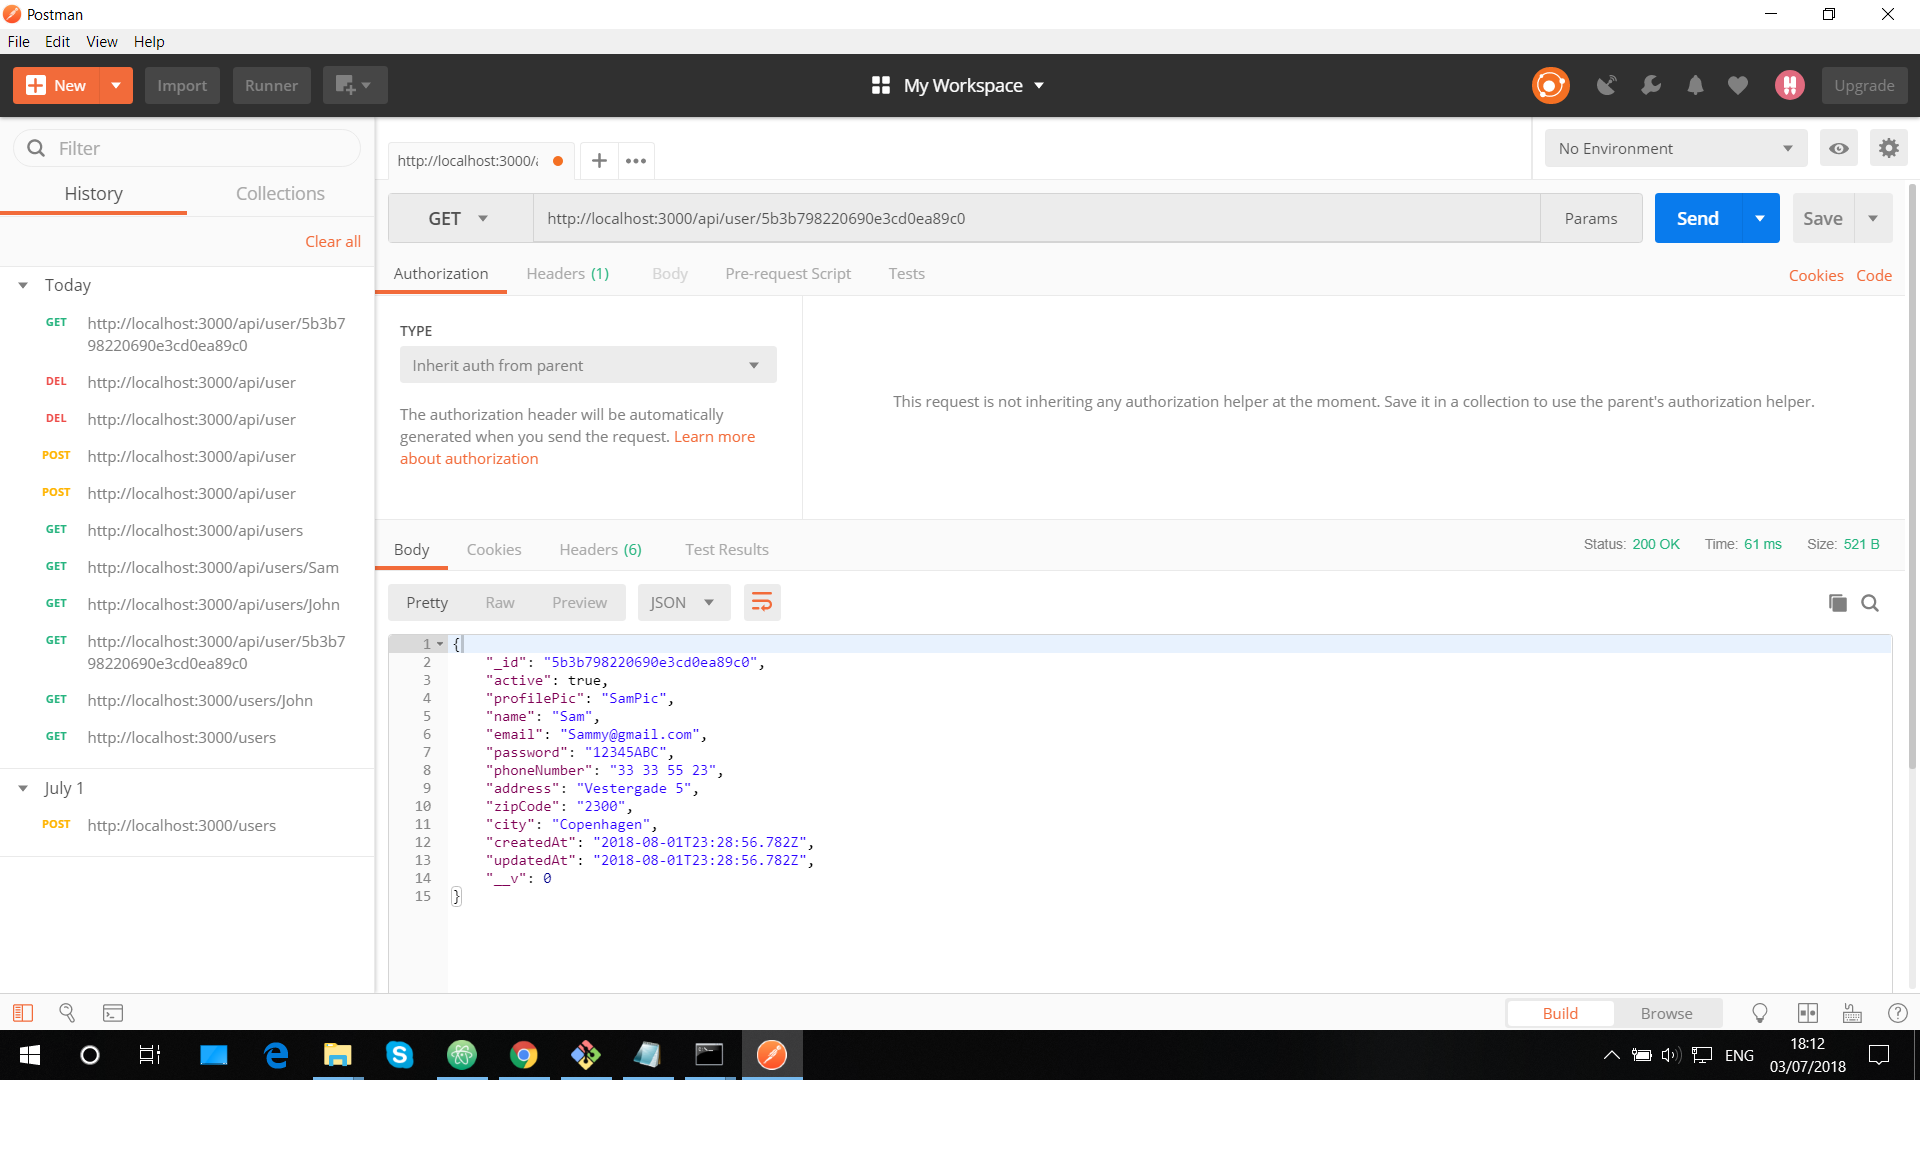 Postman
File Edit View Help
New Import Runner My Workspace Upgrade
Filter
History Collections
Clear all
Today
GET http://localhost:3000/api/user/5b3b7
98220690e3cd0ea89c0
DEL http://localhost:3000/api/user
DEL http://localhost:3000/api/user
POST http://localhost:3000/api/user
POST http://localhost:3000/api/user
GET http://localhost:3000/api/users
GET http://localhost:3000/api/users/Sam
GET http://localhost:3000/api/users/John
GET http://localhost:3000/api/user/5b3b7
98220690e3cd0ea89c0
GET http://localhost:3000/users/John
GET http://localhost:3000/users
July 1
POST http://localhost:3000/users
http://localhost:3000/a
No Environment
GET http://localhost:3000/api/user/5b3b798220690e3cd0ea89c0 Params Send Save
Authorization Headers (1) Body Pre-request Script Tests Cookies Code
TYPE
Inherit auth from parent
The authorization header will be automatically
generated when you send the request. Learn more
about authorization
This request is not inheriting any authorization helper at the moment. Save it in a collection to use the parent's authorization helper.
Body Cookies Headers (6) Test Results Status: 200 OK Time: 61 ms Size: 521 B
Pretty Raw Preview JSON
1 {
2 "_id": "5b3b798220690e3cd0ea89c0",
3 "active": true,
4 "profilePic": "SamPic",
5 "name": "Sam",
6 "email": "Sammy@gmail.com",
7 "password": "12345ABC",
8 "phoneNumber": "33 33 55 23",
9 "address": "Vestergade 5",
10 "zipCode": "2300",
11 "city": "Copenhagen",
12 "createdAt": "2018-08-01T23:28:56.782Z",
13 "updatedAt": "2018-08-01T23:28:56.782Z",
14 "__v": 0
15 }
Build Browse
ENG
18:12
03/07/2018